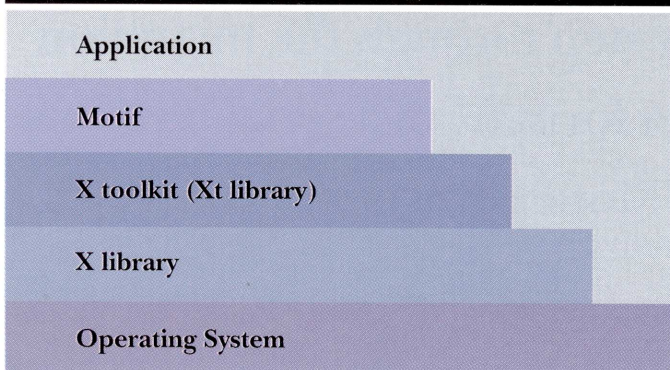 Application
Motif
X toolkit (Xt library)
X library
Operating System